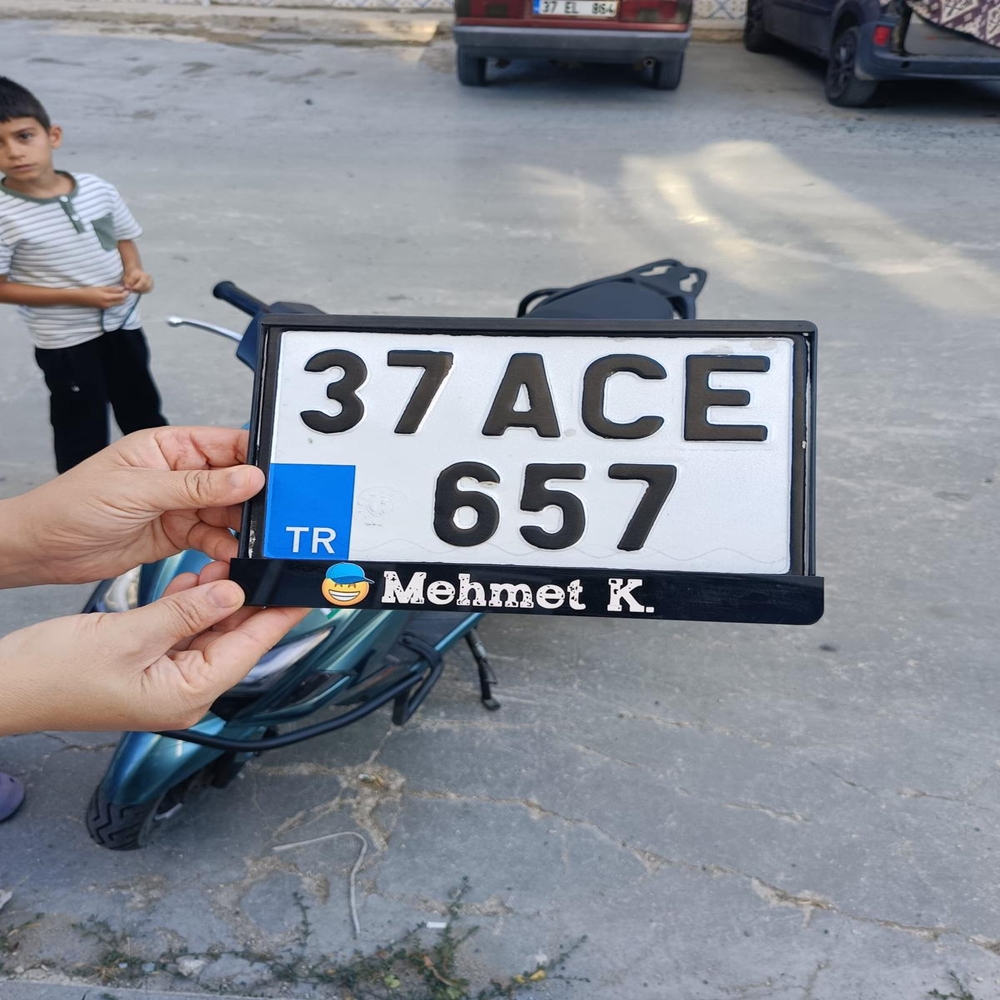 37 EL 864
37 ACE
657
TR
Mehmet K.